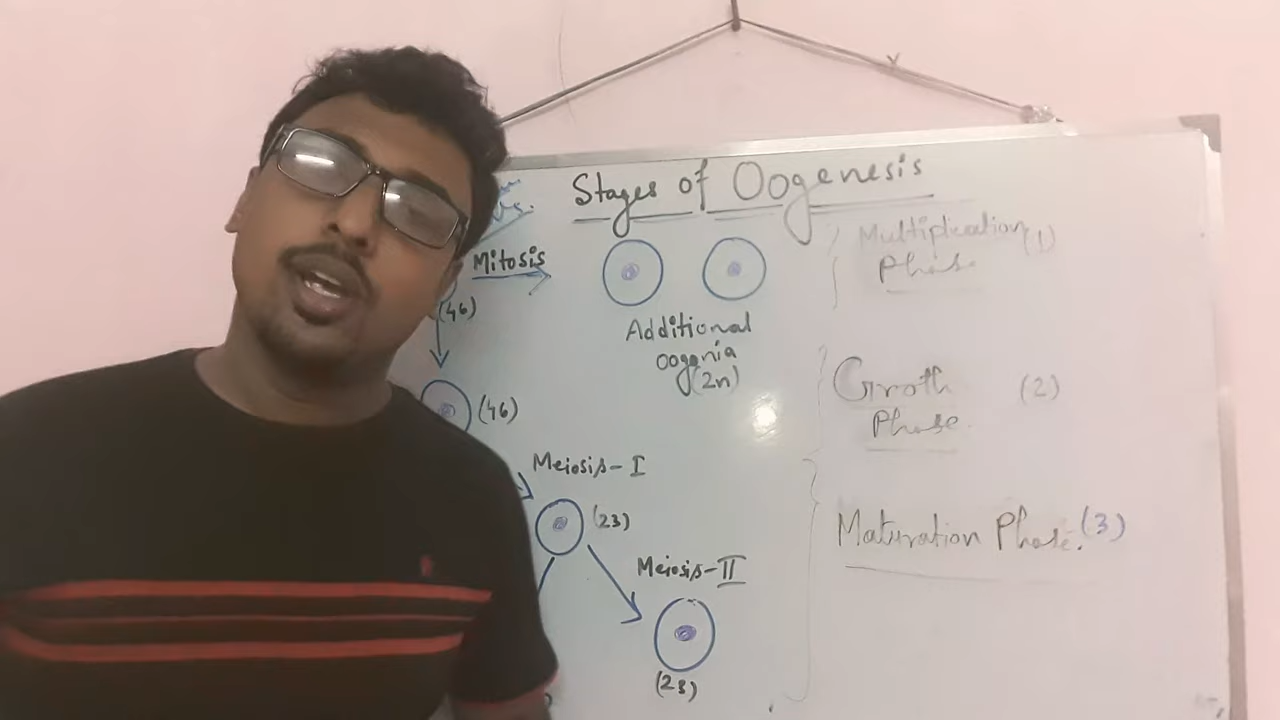 Stages of Oogenesis
Mitosis
(46)
Additional
oogonia
(2n)
Multiplication (1)
Phase
(46)
Groth (2)
Phase.
Meiosis-I
(23)
Maturation Phase. (3)
Meiosis-II
(23)